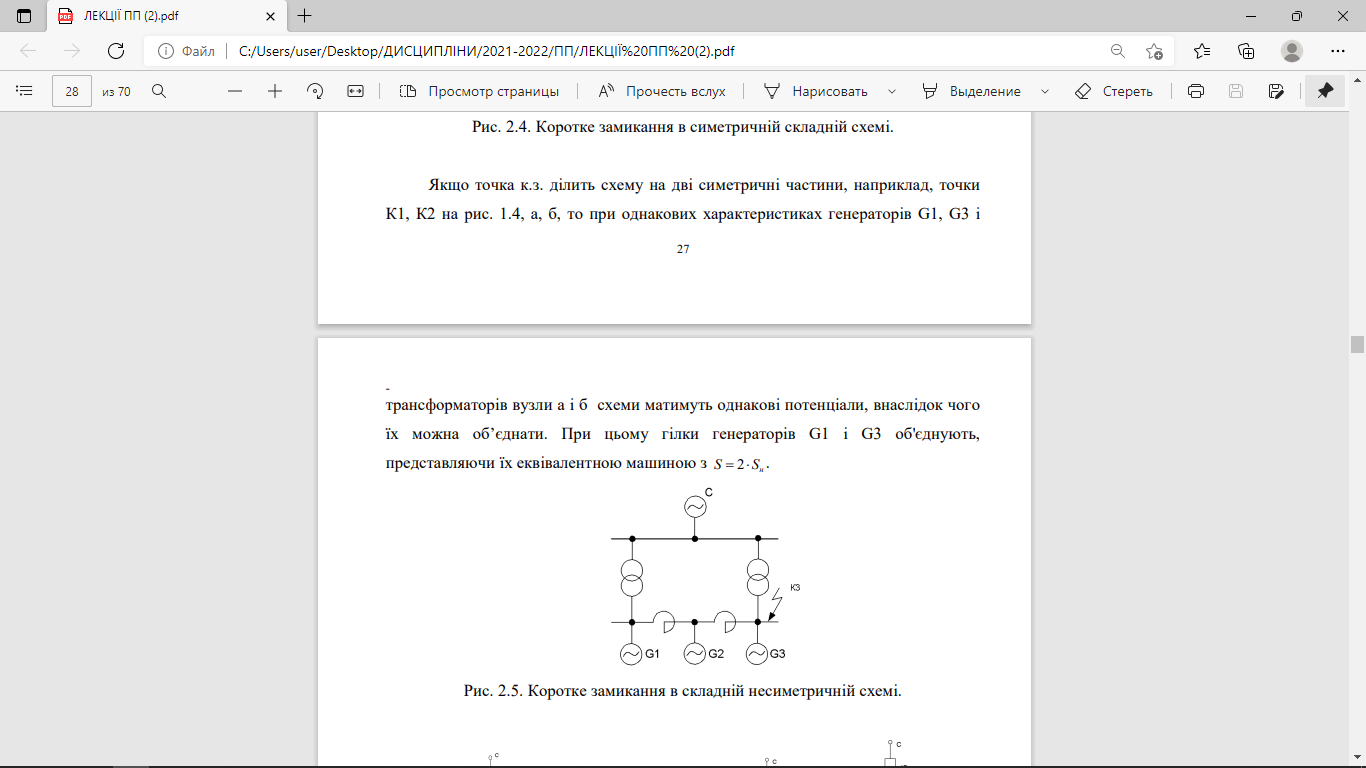 ЛЕКЦІЇ ПП (2).pdf
Файл
C:/Users/user/Desktop/ДИСЦИПЛІНИ/2021-2022/ПП/ЛЕКЦІЇ%20ПП%20(2).pdf
28
из 70
Просмотр страницы
Прочесть вслух
Нарисовать
Выделение
Стереть
Рис. 2.4. Коротке замикання в симетричній складній схемі.
Якщо точка к.з. ділить схему на дві симетричні частини, наприклад, точки
К1, К2 на рис. 1.4, а, б, то при однакових характеристиках генераторів G1, G3 і
27
-
трансформаторів вузли а і б схеми матимуть однакові потенціали, внаслідок чого
їх можна об’єднати. При цьому гілки генераторів G1 і G3 об'єднують,
представляючи їх еквівалентною машиною з S = 2·Sн.
C
К3
G1
G2
G3
Рис. 2.5. Коротке замикання в складній несиметричній схемі.
C
C
C